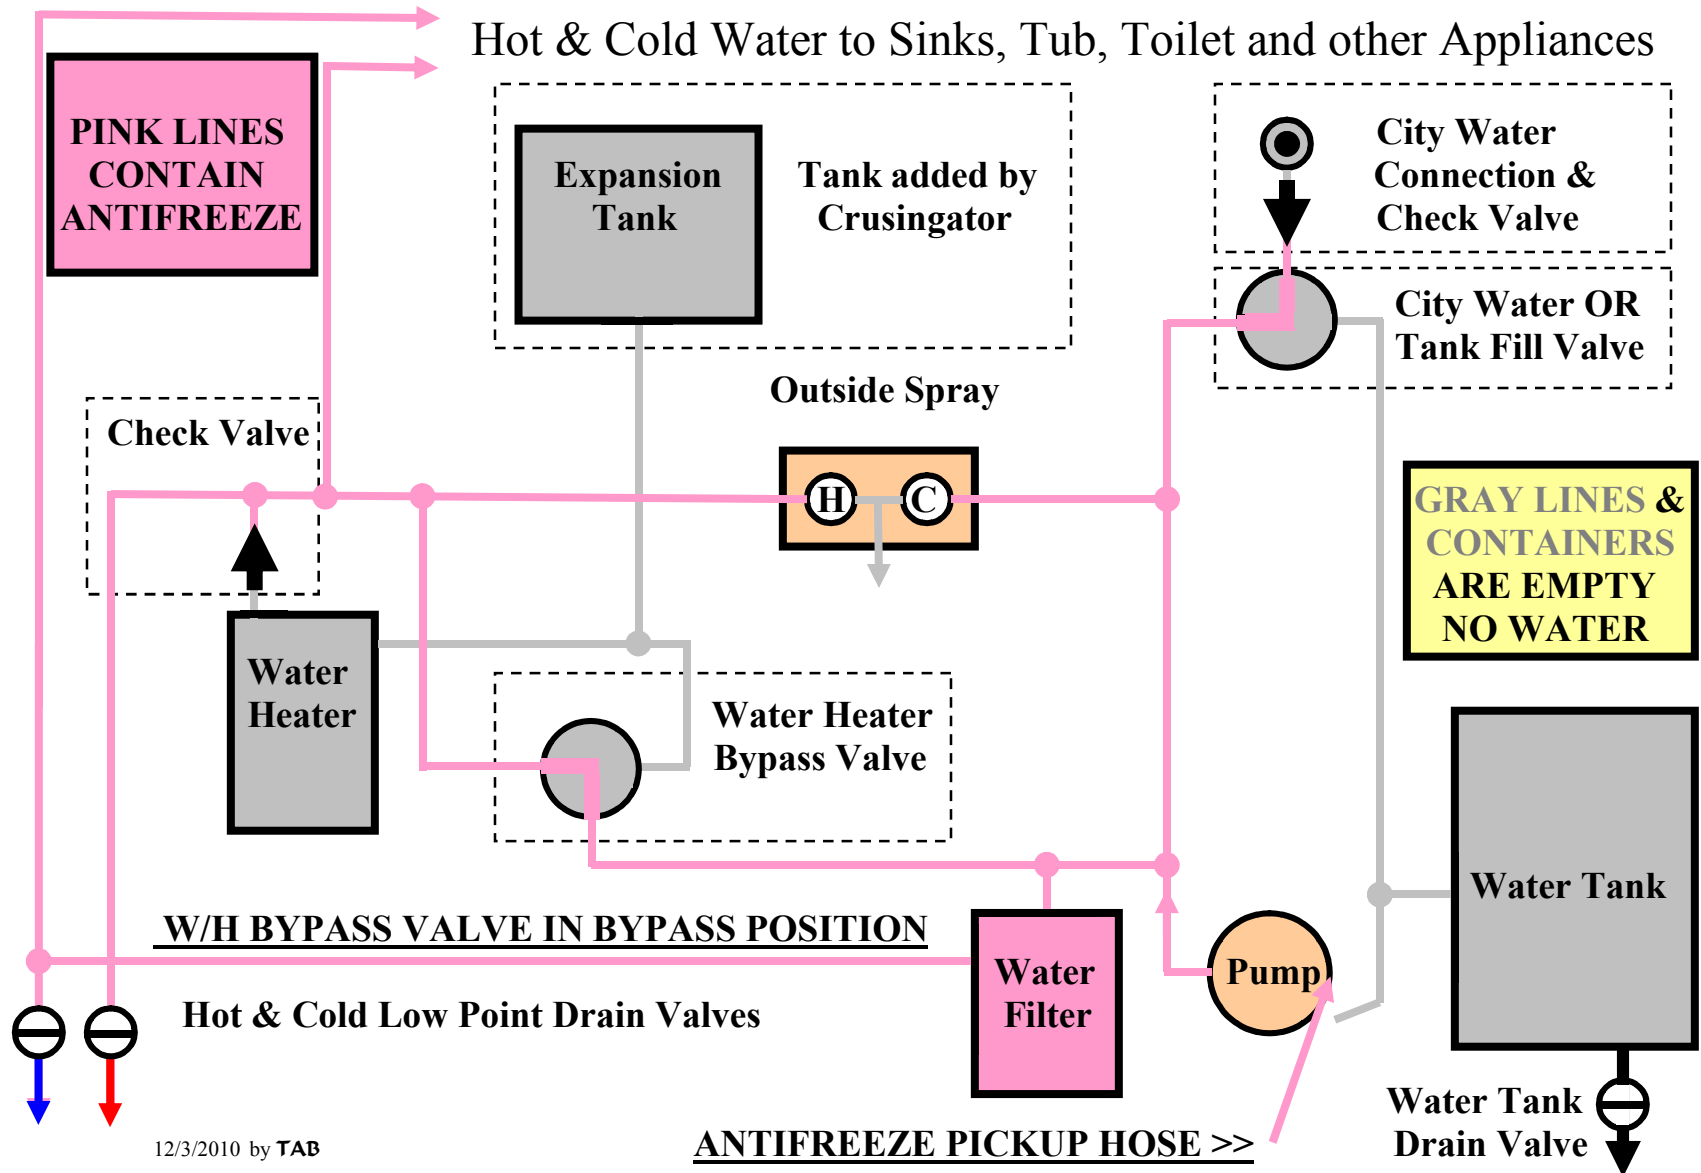 Hot & Cold Water to Sinks, Tub, Toilet and other Appliances
PINK LINES
CONTAIN
ANTIFREEZE
Expansion
Tank
Tank added by
Crusingator
City Water
Connection &
Check Valve
City Water OR
Tank Fill Valve
Outside Spray
Check Valve
H
C
GRAY LINES &
CONTAINERS
ARE EMPTY
NO WATER
Water
Heater
Water Heater
Bypass Valve
Water Tank
W/H BYPASS VALVE IN BYPASS POSITION
Water
Filter
Pump
Hot & Cold Low Point Drain Valves
Water Tank
Drain Valve
ANTIFREEZE PICKUP HOSE >>
12/3/2010 by TAB